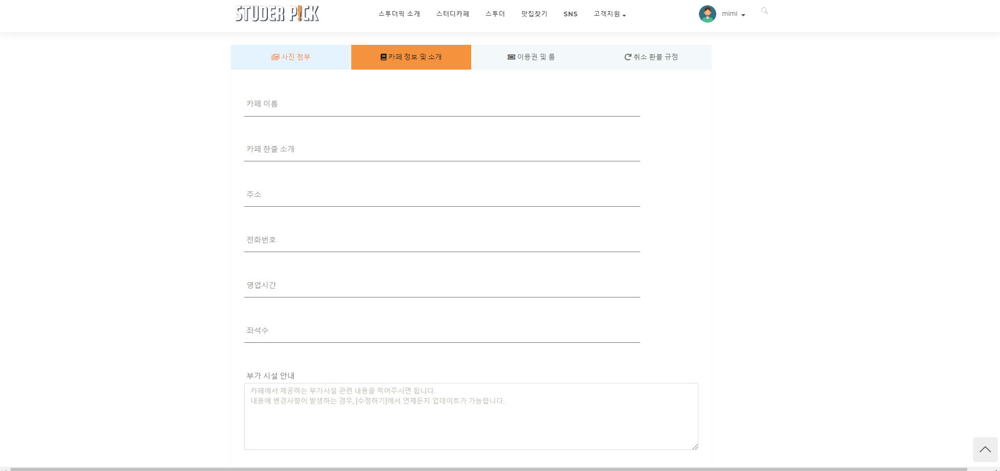 STUDER P!CK
스투더픽 소개 스터디카페 스투더 맛집찾기 SNS 고객지원
mimi
사진 첨부
카페 정보 및 소개
이용권 및 룸
취소 환불 규정
카페 이름
카페 한줄 소개
주소
전화번호
영업시간
좌석수
부가 시설 안내
카페에서 제공하는 부가시설 관련 내용을 적어주시면 됩니다.
내용에 변경사항이 발생하는 경우, [수정하기]에서 언제든지 업데이트가 가능합니다.